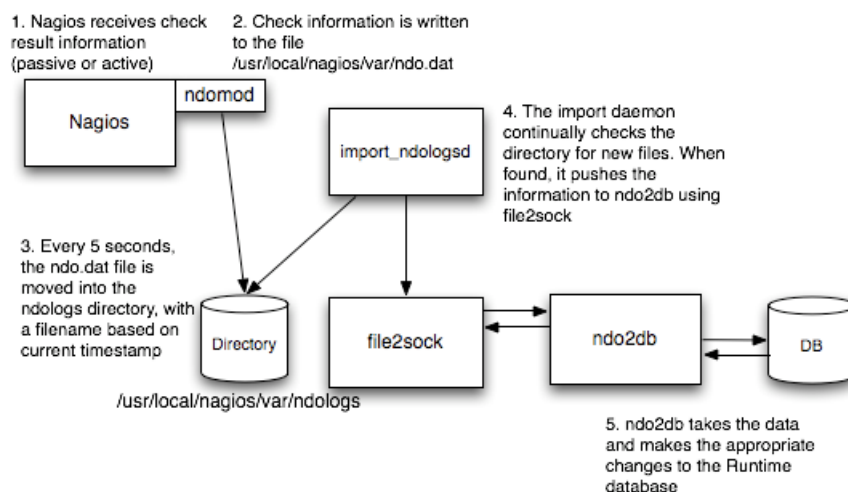 1. Nagios receives check
result information
(passive or active)
2. Check information is written
to the file
/usr/local/nagios/var/ndo.dat
ndomod
Nagios
import_ndologsd
4. The import daemon
continually checks the
directory for new files. When
found, it pushes the
information to ndo2db using
file2sock
3. Every 5 seconds,
the ndo.dat file is
moved into the
ndologs directory, with
a filename based on
current timestamp
Directory
/usr/local/nagios/var/ndologs
file2sock
ndo2db
DB
5. ndo2db takes the data
and makes the appropriate
changes to the Runtime
database